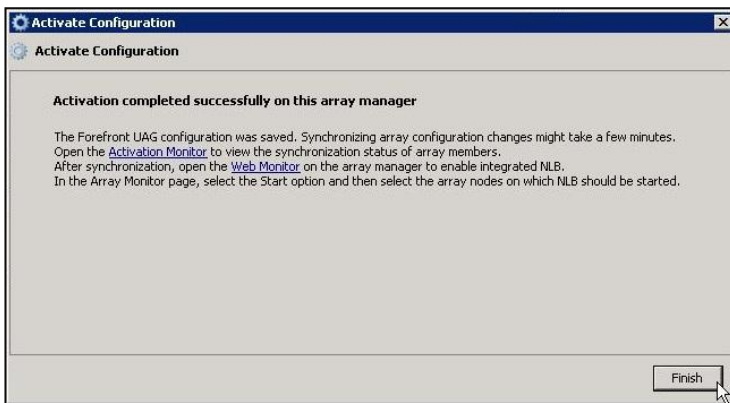 Activate Configuration
Activate Configuration
Activation completed successfully on this array manager
The Forefront UAG configuration was saved. Synchronizing array configuration changes might take a few minutes.
Open the Activation Monitor to view the synchronization status of array members.
After synchronization, open the Web Monitor on the array manager to enable integrated NLB.
In the Array Monitor page, select the Start option and then select the array nodes on which NLB should be started.
Finish